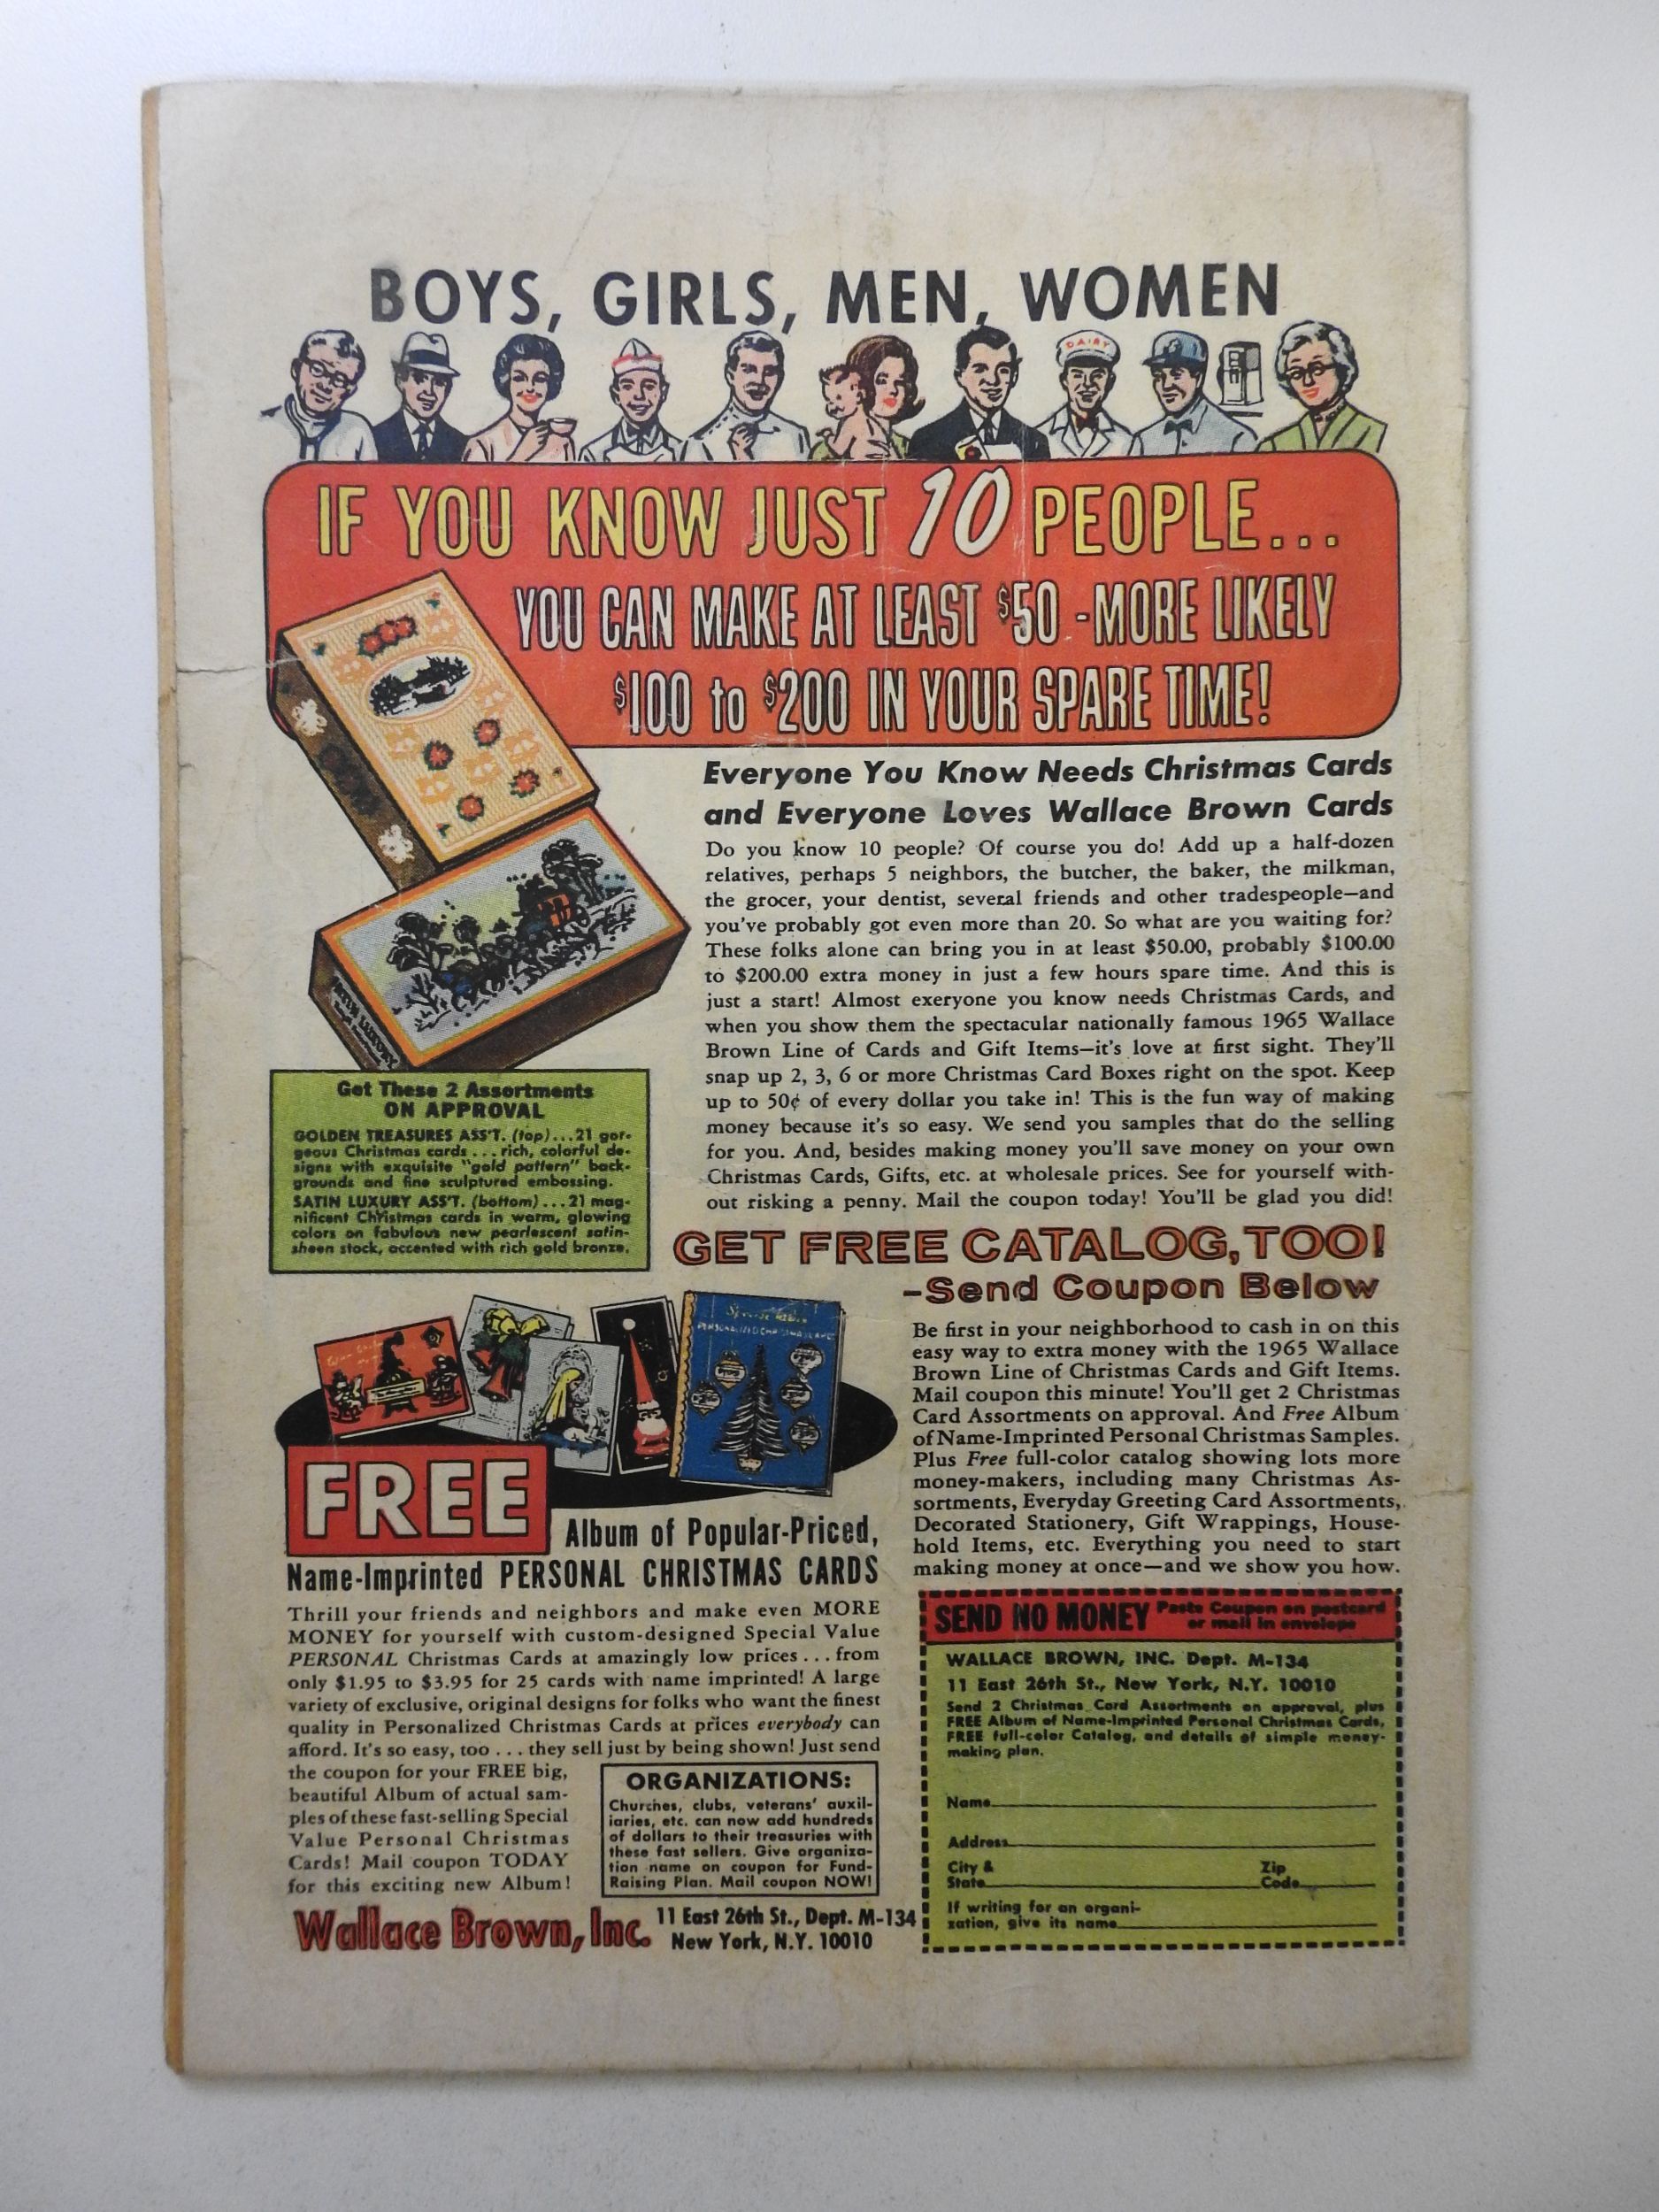 BOYS, GIRLS, MEN, WOMEN
DAIRY
IF YOU KNOW JUST 10 PEOPLE...
YOU CAN MAKE AT LEAST $50 - MORE LIKELY
$100 to $200 IN YOUR SPARE TIME!
Everyone You Know Needs Christmas Cards
and Everyone Loves Wallace Brown Cards
Do you know 10 people? Of course you do! Add up a half-dozen
relatives, perhaps 5 neighbors, the butcher, the baker, the milkman,
the grocer, your dentist, several friends and other tradespeople—and
you've probably got even more than 20. So what are you waiting for?
These folks alone can bring you in at least $50.00, probably $100.00
to $200.00 extra money in just a few hours spare time. And this is
just a start! Almost exeryone you know needs Christmas Cards, and
when you show them the spectacular nationally famous 1965 Wallace
Brown Line of Cards and Gift Items—it's love at first sight. They'll
snap up 2, 3, 6 or more Christmas Card Boxes right on the spot. Keep
up to 50¢ of every dollar you take in! This is the fun way of making
money because it's so easy. We send you samples that do the selling
for you. And, besides making money you'll save money on your own
Christmas Cards, Gifts, etc. at wholesale prices. See for yourself with-
out risking a penny. Mail the coupon today! You'll be glad you did!
SATIN LUXURY
Get These 2 Assortments
ON APPROVAL
GOLDEN TREASURES ASS'T. (top)...21 gor-
geous Christmas cards...rich, colorful de-
signs with exquisite "gold pattern" back-
grounds and fine sculptured embossing.
SATIN LUXURY ASS'T. (bottom)...21 mag-
nificent Christmas cards in warm, glowing
colors on fabulous new pearlescent satin-
sheen stock, accented with rich gold bronze.
GET FREE CATALOG, TOO!
-Send Coupon Below
Be first in your neighborhood to cash in on this
easy way to extra money with the 1965 Wallace
Brown Line of Christmas Cards and Gift Items.
Mail coupon this minute! You'll get 2 Christmas
Card Assortments on approval. And Free Album
of Name-Imprinted Personal Christmas Samples.
Plus Free full-color catalog showing lots more
money-makers, including many Christmas As-
sortments, Everyday Greeting Card Assortments,
Decorated Stationery, Gift Wrappings, House-
hold Items, etc. Everything you need to start
making money at once—and we show you how.
Special Value
PERSONALIZED CHRISTMAS CARDS
FREE
Album of Popular-Priced,
Name-Imprinted PERSONAL CHRISTMAS CARDS
Thrill your friends and neighbors and make even MORE
MONEY for yourself with custom-designed Special Value
PERSONAL Christmas Cards at amazingly low prices...from
only $1.95 to $3.95 for 25 cards with name imprinted! A large
variety of exclusive, original designs for folks who want the finest
quality in Personalized Christmas Cards at prices everybody can
afford. It's so easy, too...they sell just by being shown! Just send
the coupon for your FREE big,
beautiful Album of actual sam-
ples of these fast-selling Special
Value Personal Christmas
Cards! Mail coupon TODAY
for this exciting new Album!
ORGANIZATIONS:
Churches, clubs, veterans' auxil-
iaries, etc. can now add hundreds
of dollars to their treasuries with
these fast sellers. Give organiza-
tion name on coupon for Fund-
Raising Plan. Mail coupon NOW!
Wallace Brown, Inc.
11 East 26th St., Dept. M-134
New York, N.Y. 10010
SEND NO MONEY Paste Coupon on postcard
or mail in envelope
WALLACE BROWN, INC. Dept. M-134
11 East 26th St., New York, N.Y. 10010
Send 2 Christmas Card Assortments on approval, plus
FREE Album of Name-Imprinted Personal Christmas Cards,
FREE full-color Catalog, and details of simple money-
making plan.
Name
Address
City & Zip
State Code
If writing for an organi-
zation, give its name